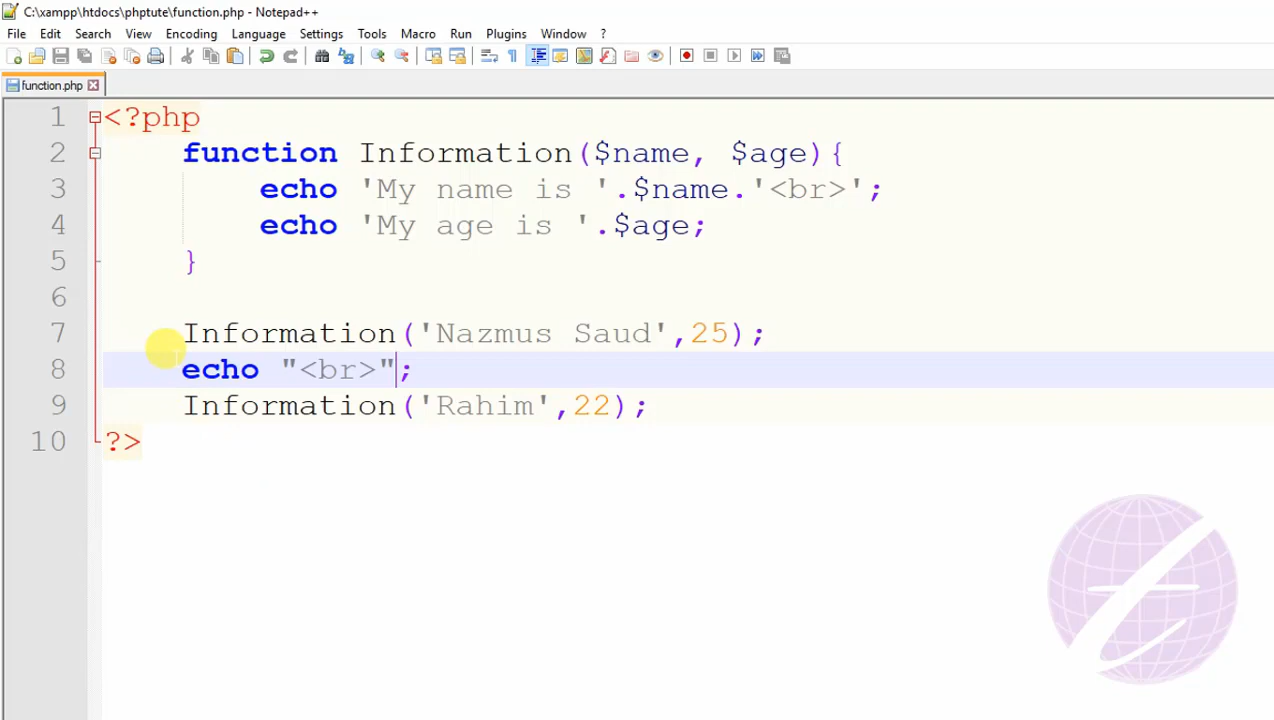 C:\xampp\htdocs\phptute\function.php - Notepad++
File Edit Search View Encoding Language Settings Tools Macro Run Plugins Window ?
function.php
1 <?php
2 function Information($name, $age){
3 echo 'My name is '.$name.'<br>';
4 echo 'My age is '.$age;
5 }
6
7 Information('Nazmus Saud',25);
8 echo "<br>";
9 Information('Rahim',22);
10 ?>